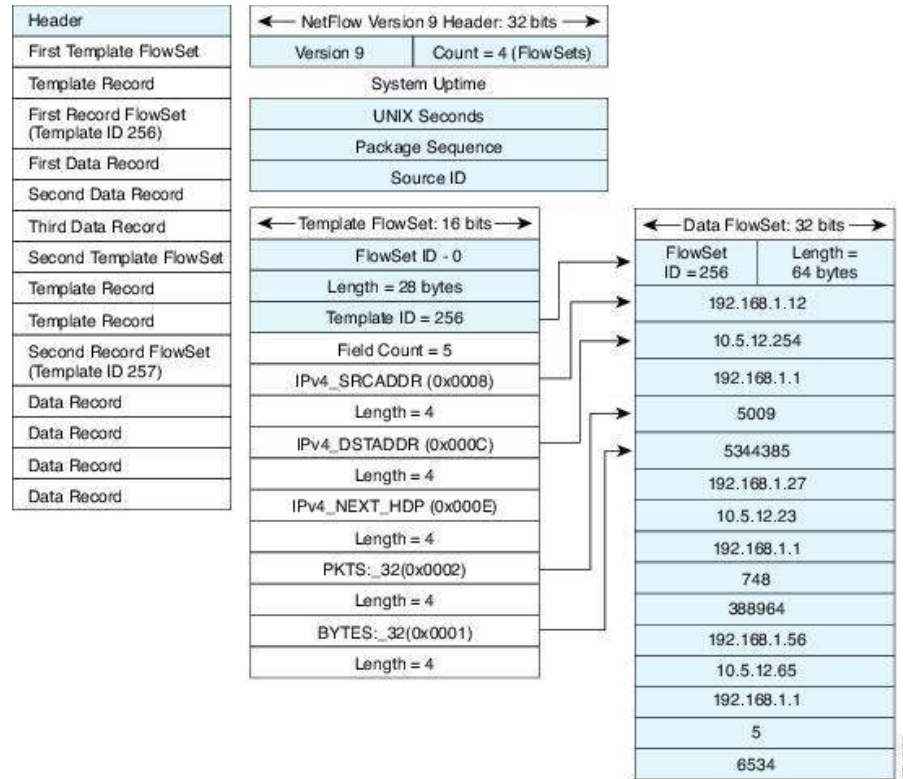 Header
First Template FlowSet
Template Record
First Record FlowSet
(Template ID 256)
First Data Record
Second Data Record
Third Data Record
Second Template FlowSet
Template Record
Template Record
Second Record FlowSet
(Template ID 257)
Data Record
Data Record
Data Record
Data Record
NetFlow Version 9 Header: 32 bits
Version 9
Count = 4 (FlowSets)
System Uptime
UNIX Seconds
Package Sequence
Source ID
Template FlowSet: 16 bits
FlowSet ID - 0
Length = 28 bytes
Template ID = 256
Field Count = 5
IPv4_SRCADDR (0x0008)
Length = 4
IPv4_DSTADDR (0x000C)
Length = 4
IPv4_NEXT_HDP (0x000E)
Length = 4
PKTS:_32(0x0002)
Length = 4
BYTES:_32(0x0001)
Length = 4
Data FlowSet: 32 bits
FlowSet
ID = 256
Length =
64 bytes
192.168.1.12
10.5.12.254
192.168.1.1
5009
5344385
192.168.1.27
10.5.12.23
192.168.1.1
748
388964
192.168.1.56
10.5.12.65
192.168.1.1
5
6534